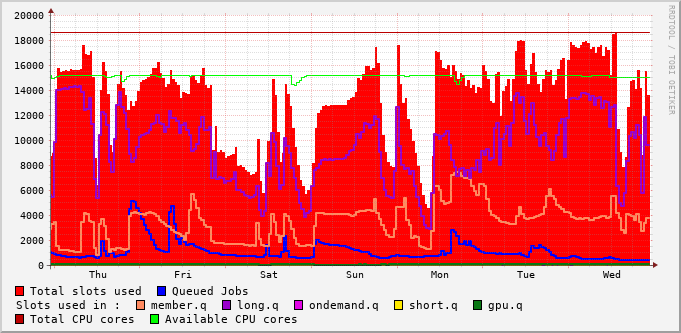 RRDTOOL / TOBI OETIKER
20000
18000
16000
14000
12000
10000
8000
6000
4000
2000
0
Thu Fri Sat Sun Mon Tue Wed
Total slots used Queued Jobs
Slots used in : member.q long.q ondemand.q short.q gpu.q
Total CPU cores Available CPU cores